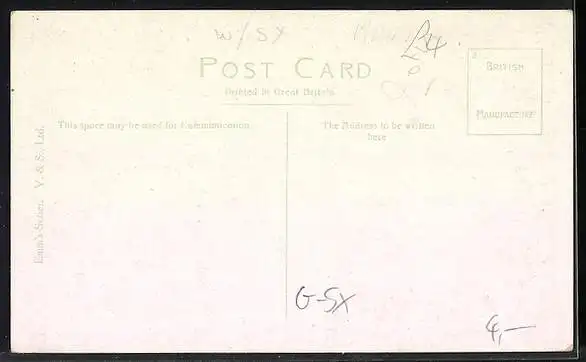 W/SX
£4
POST CARD
Printed in Great Britain.
BRITISH
MANUFACTURE
This space may be used for Communication.
The Address to be written
here
V. & S. Ltd.
G-SX
4,—